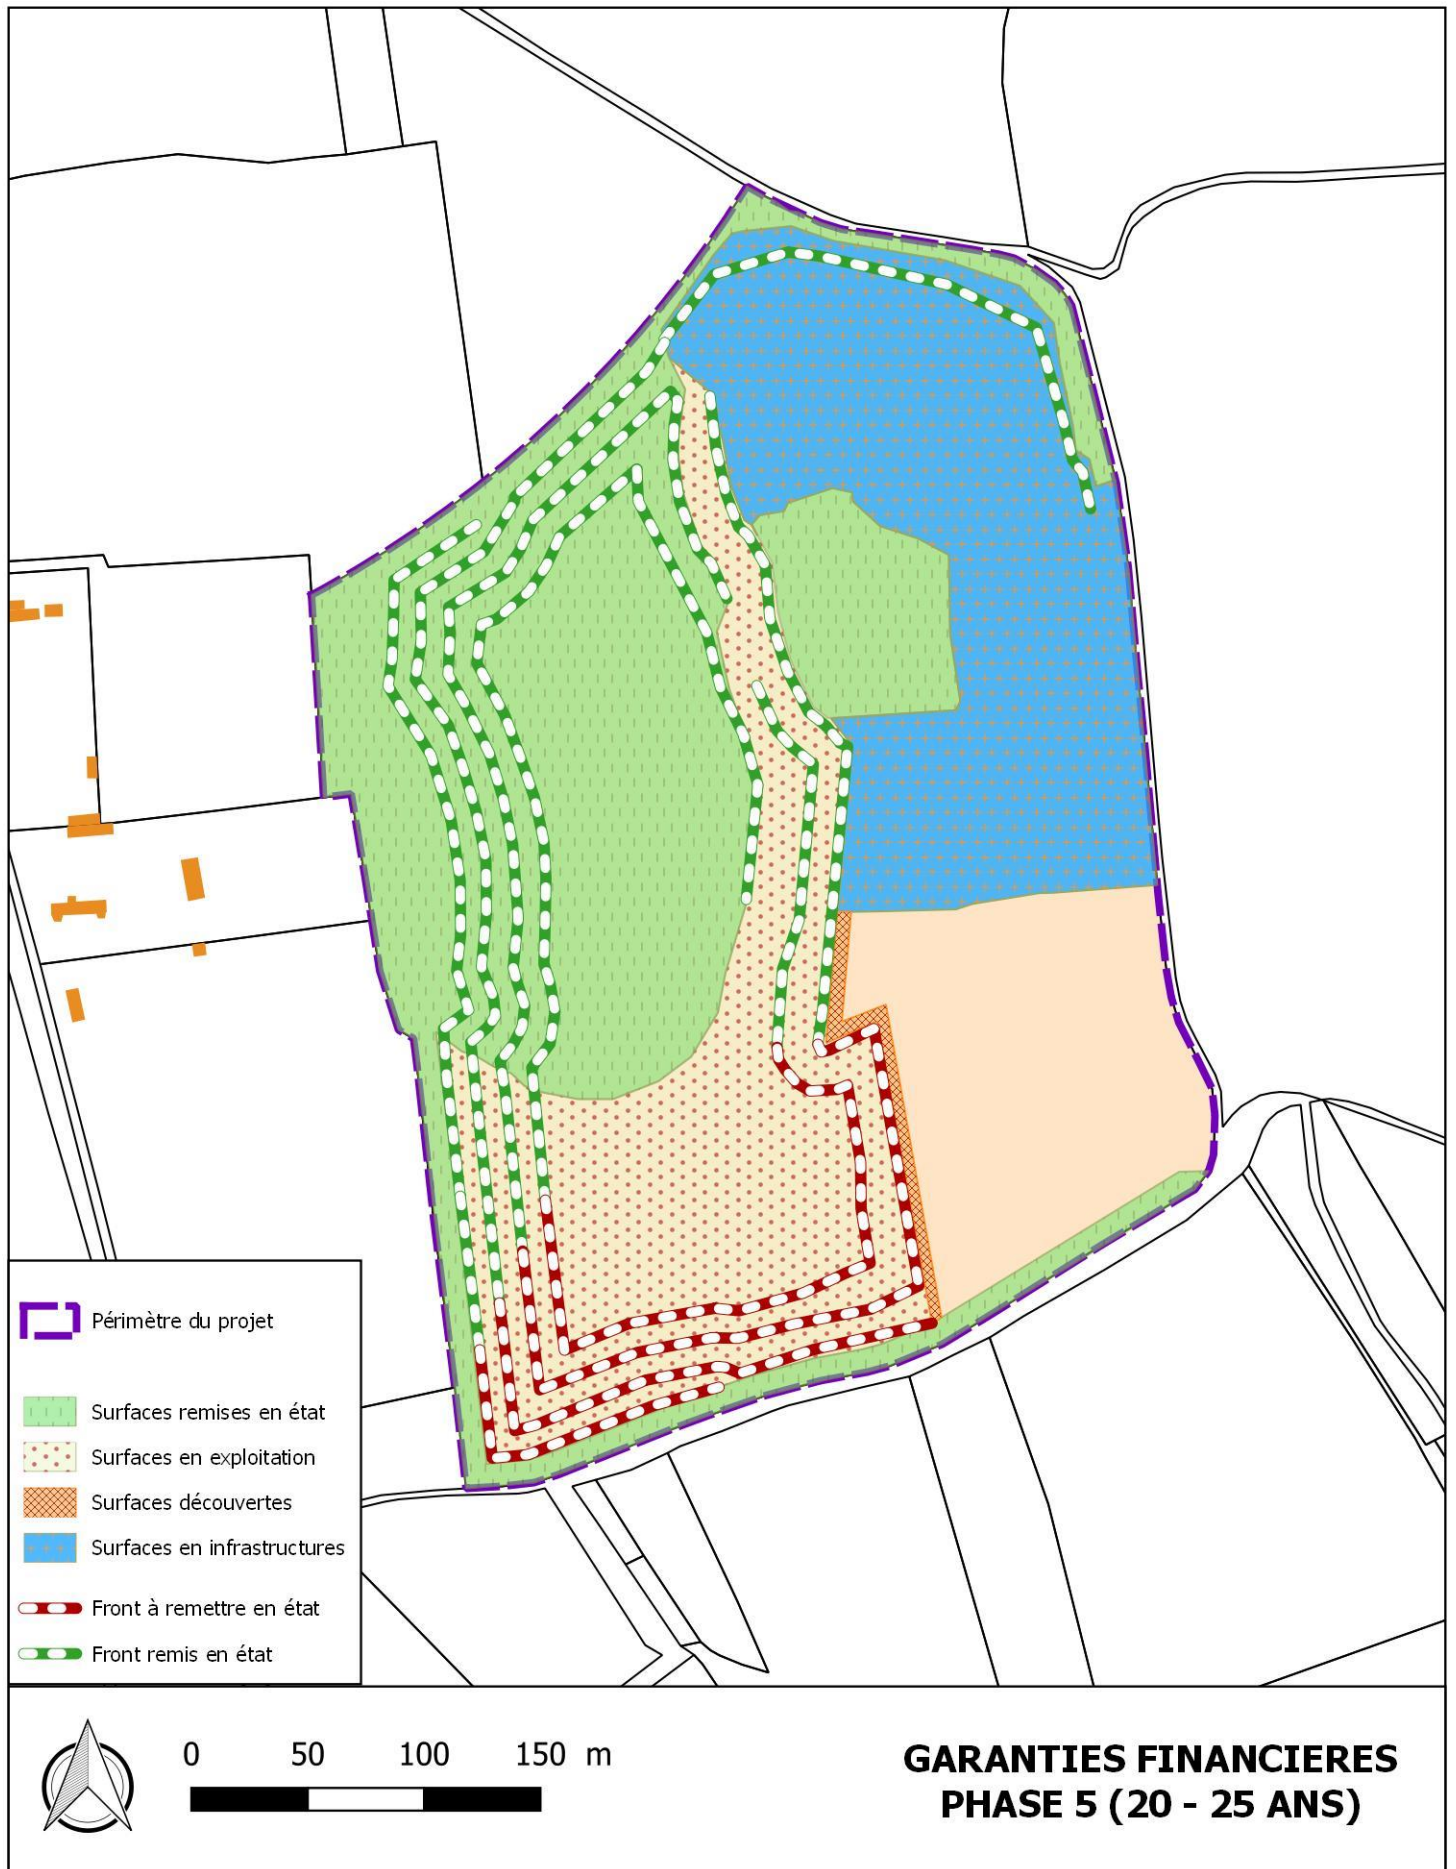 Périmètre du projet
Surfaces remises en état
Surfaces en exploitation
Surfaces découvertes
Surfaces en infrastructures
Front à remettre en état
Front remis en état
0 50 100 150 m
GARANTIES FINANCIERES
PHASE 5 (20 - 25 ANS)